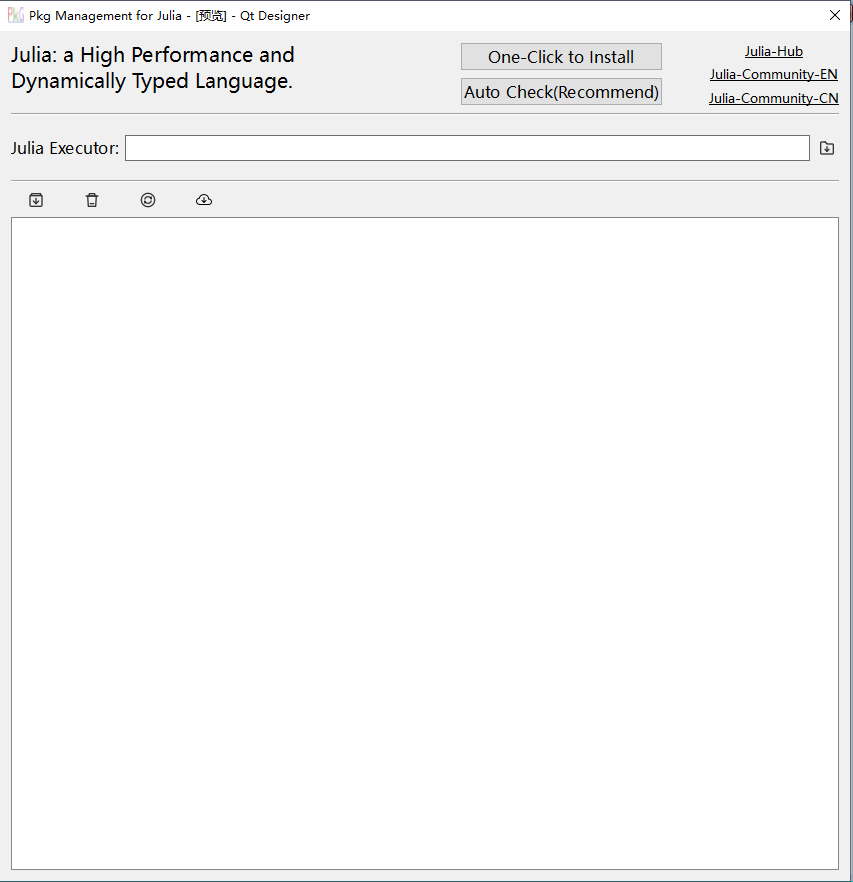 PKG Pkg Management for Julia - [预览] - Qt Designer
Julia: a High Performance and
Dynamically Typed Language.
One-Click to Install
Auto Check(Recommend)
Julia-Hub
Julia-Community-EN
Julia-Community-CN
Julia Executor: